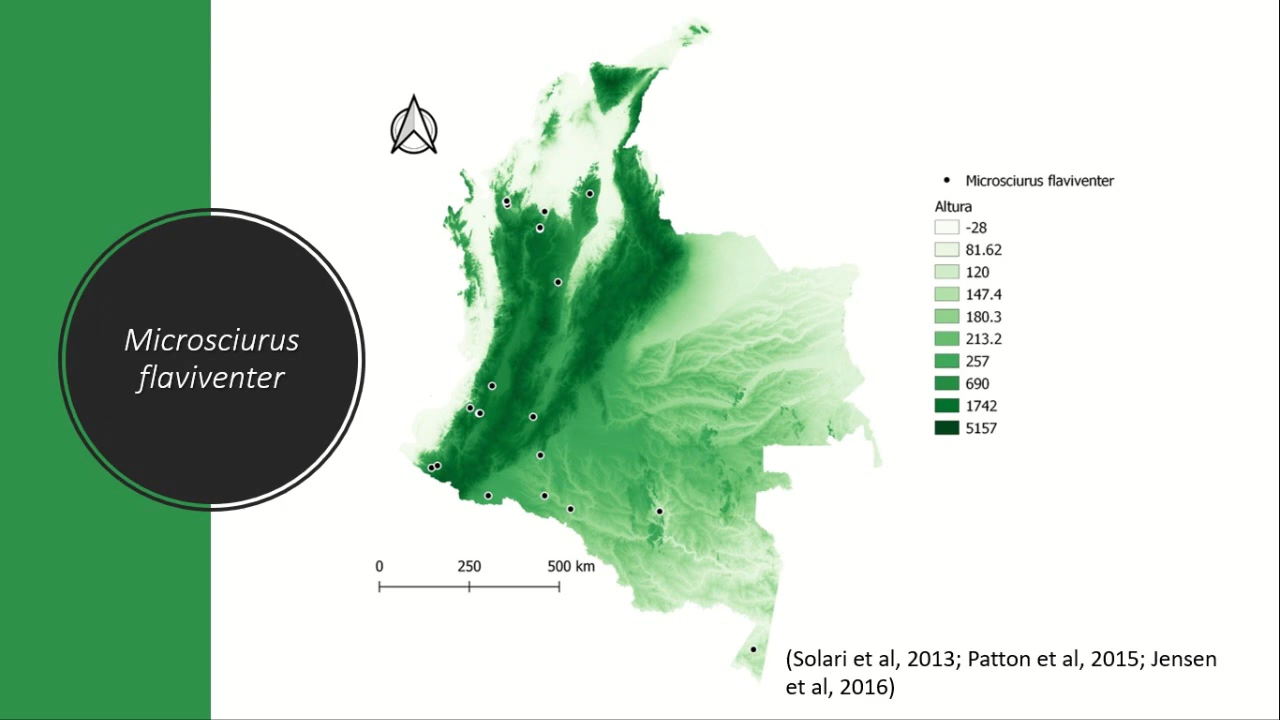 Microsciurus
flaviventer
Microsciurus flaviventer
Altura
-28
81.62
120
147.4
180.3
213.2
257
690
1742
5157
0 250 500 km
(Solari et al, 2013; Patton et al, 2015; Jensen
et al, 2016)